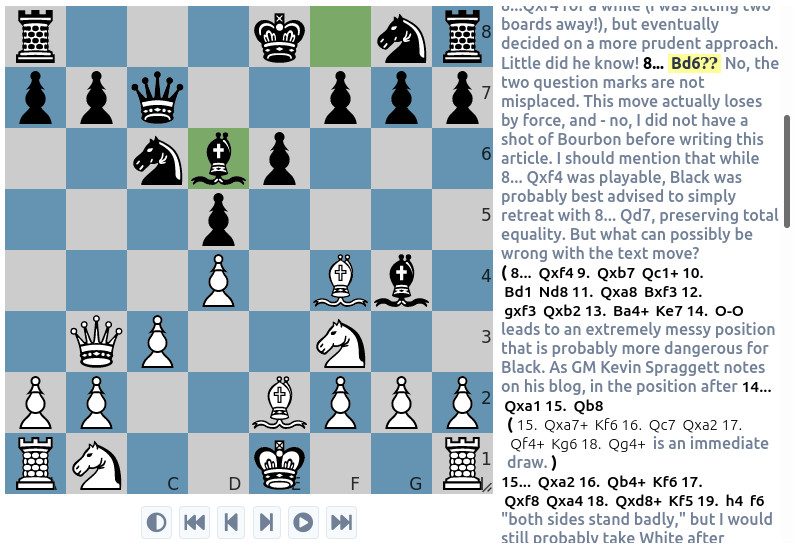 8...Qxf4 for a while (I was sitting two
boards away!), but eventually
decided on a more prudent approach.
Little did he know! 8... Bd6?? No, the
two question marks are not
misplaced. This move actually loses
by force, and - no, I did not have a
shot of Bourbon before writing this
article. I should mention that while
8... Qxf4 was playable, Black was
probably best advised to simply
retreat with 8... Qd7, preserving total
equality. But what can possibly be
wrong with the text move?
( 8... Qxf4 9. Qxb7 Qc1+ 10.
Bd1 Nd8 11. Qxa8 Bxf3 12.
gxf3 Qxb2 13. Ba4+ Ke7 14. O-O
leads to an extremely messy position
that is probably more dangerous for
Black. As GM Kevin Spraggett notes
on his blog, in the position after 14...
Qxa1 15. Qb8
( 15. Qxa7+ Kf6 16. Qc7 Qxa2 17.
Qf4+ Kg6 18. Qg4+ is an immediate
draw. )
15... Qxa2 16. Qb4+ Kf6 17.
Qxf8 Qxa4 18. Qxd8+ Kf5 19. h4 f6
"both sides stand badly," but I would
still probably take White after
8
7
6
5
4
3
2
1
C
D
E
F
G